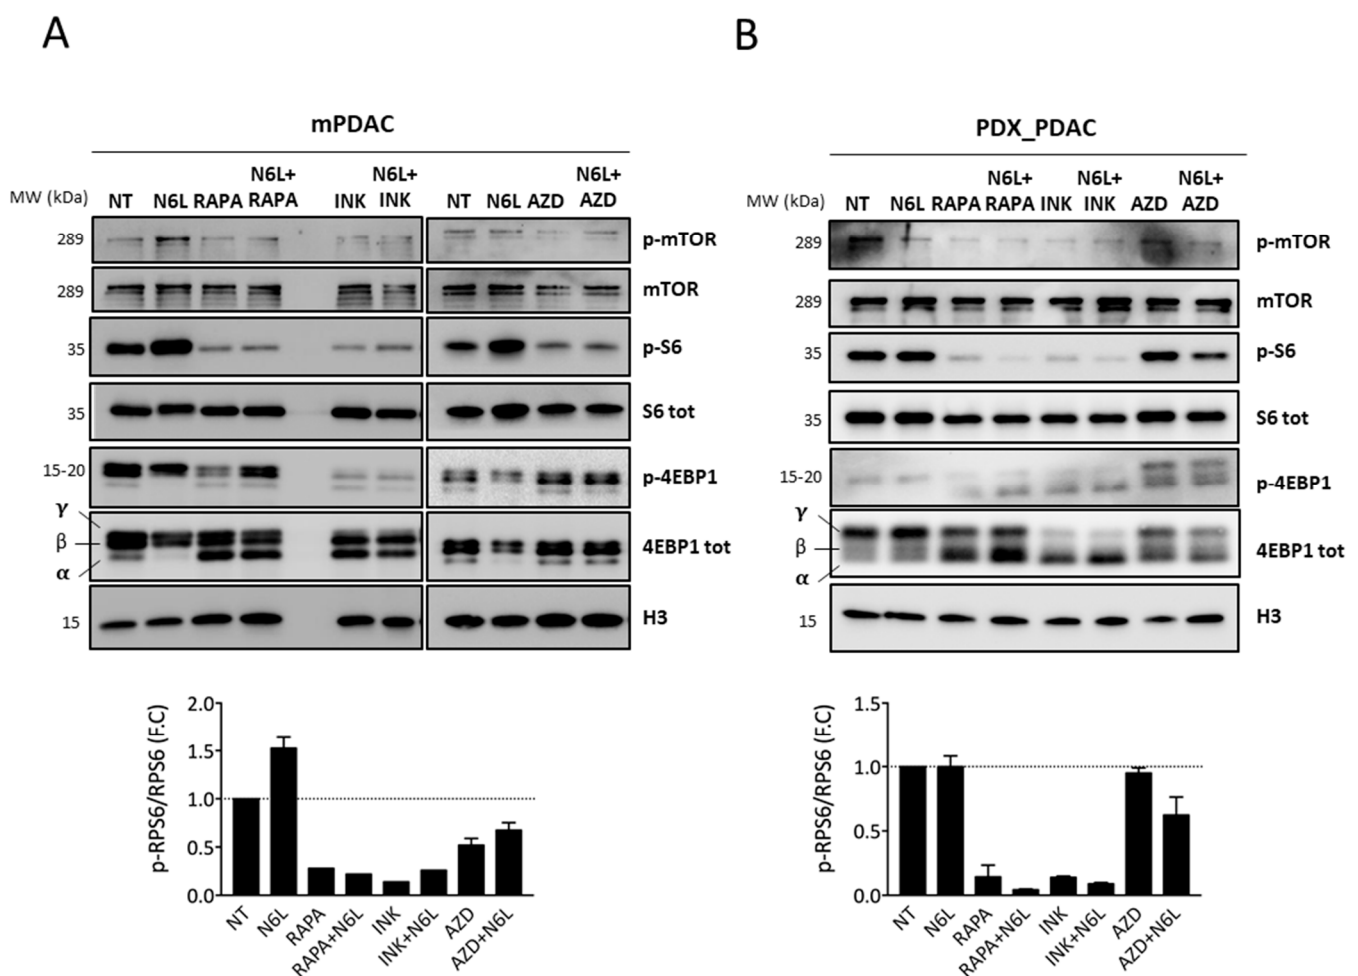 A
mPDAC
MW (kDa) NT N6L RAPA N6L+ RAPA INK N6L+ INK NT N6L AZD N6L+ AZD
289 p-mTOR
289 mTOR
35 p-S6
35 S6 tot
15-20 p-4EBP1
γ
β 4EBP1 tot
α
15 H3
p-RPS6/RPS6 (F.C)
2.0
1.5
1.0
0.5
0.0
NT N6L RAPA RAPA+N6L INK INK+N6L AZD AZD+N6L
B
PDX_PDAC
MW (kDa) NT N6L RAPA N6L+ RAPA INK N6L+ INK AZD N6L+ AZD
289 p-mTOR
289 mTOR
35 p-S6
35 S6 tot
15-20 p-4EBP1
γ
β 4EBP1 tot
α
15 H3
p-RPS6/RPS6 (F.C)
1.5
1.0
0.5
0.0
NT N6L RAPA RAPA+N6L INK INK+N6L AZD AZD+N6L